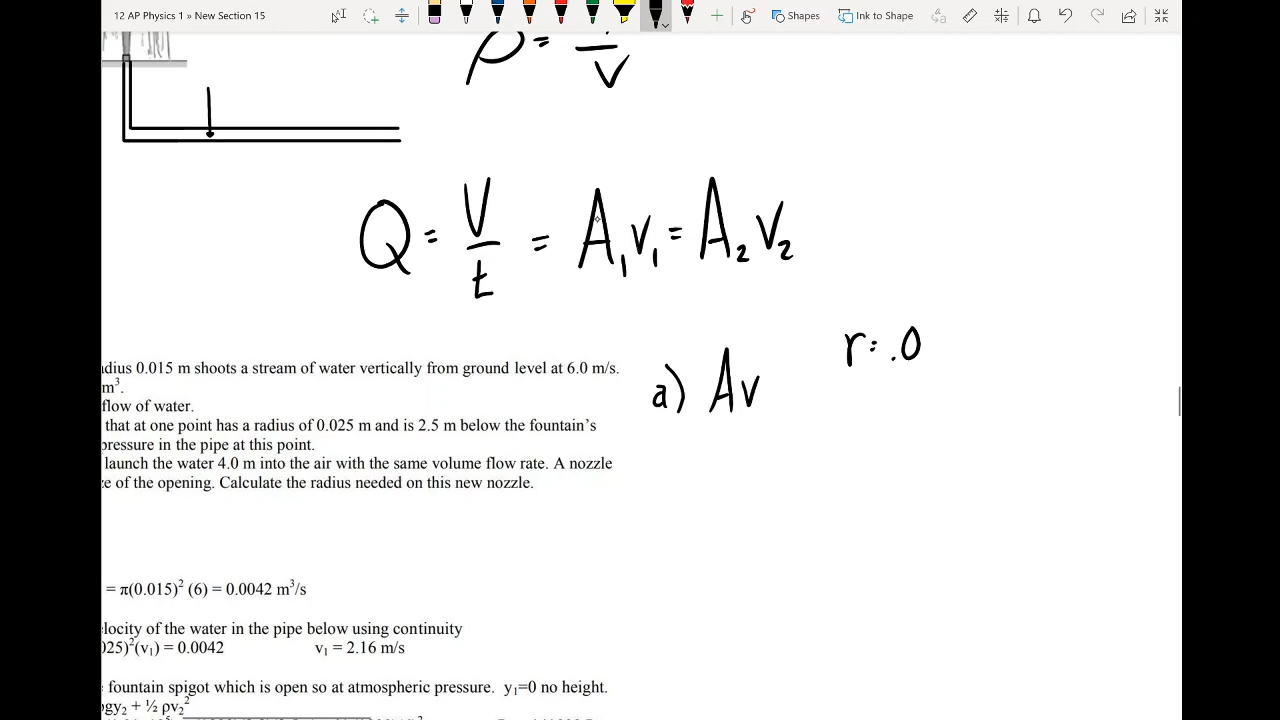 12 AP Physics 1 » New Section 15
Shapes
Ink to Shape
ρ = 
v
Q = V/t = A₁v₁ = A₂v₂
r = .0
a) Av
dius 0.015 m shoots a stream of water vertically from ground level at 6.0 m/s.
m³.
flow of water.
that at one point has a radius of 0.025 m and is 2.5 m below the fountain’s
pressure in the pipe at this point.
launch the water 4.0 m into the air with the same volume flow rate. A nozzle
e of the opening. Calculate the radius needed on this new nozzle.
= π(0.015)² (6) = 0.0042 m³/s
locity of the water in the pipe below using continuity
025)²(v₁) = 0.0042 v₁ = 2.16 m/s
fountain spigot which is open so at atmospheric pressure. y₁=0 no height.
ρgy₂ + ½ ρv₂²